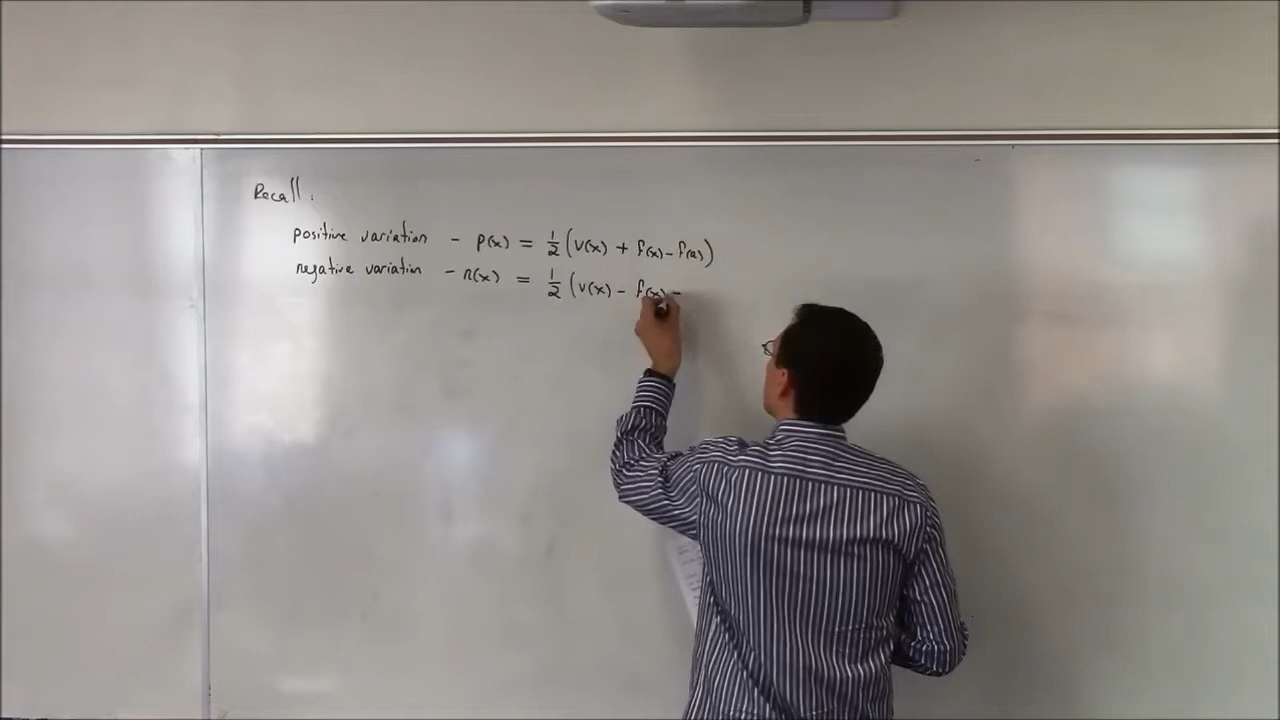 Recall:
positive variation - p(x) = 1/2 (v(x) + f(x) - f(a))
negative variation - n(x) = 1/2 (v(x) - f(x) -